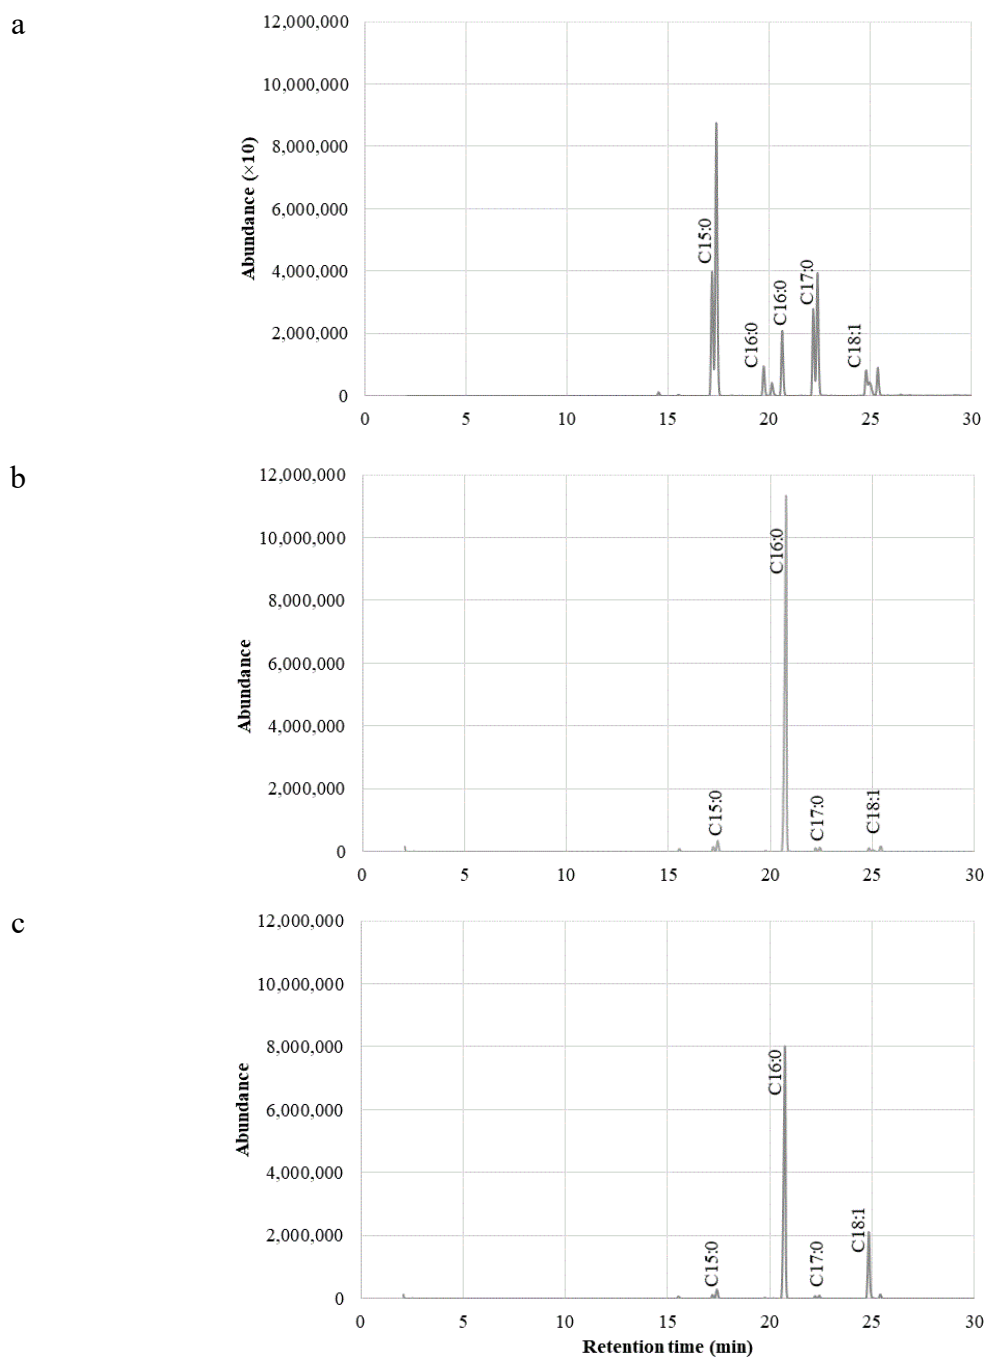 a
12,000,000
10,000,000
8,000,000
6,000,000
4,000,000
2,000,000
0
Abundance (×10)
C15:0
C16:0
C16:0
C17:0
C18:1
0 5 10 15 20 25 30
b
12,000,000
10,000,000
8,000,000
6,000,000
4,000,000
2,000,000
0
Abundance
C15:0
C16:0
C17:0
C18:1
0 5 10 15 20 25 30
c
12,000,000
10,000,000
8,000,000
6,000,000
4,000,000
2,000,000
0
Abundance
C15:0
C16:0
C17:0
C18:1
0 5 10 15 20 25 30
Retention time (min)